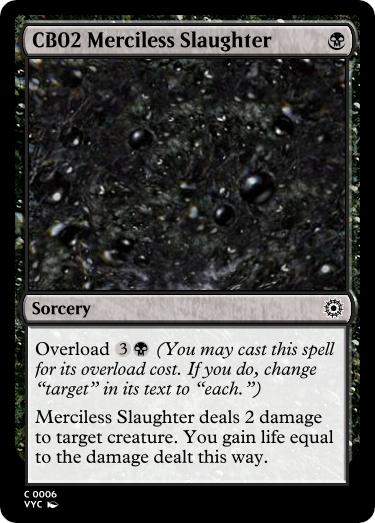 CB02 Merciless Slaughter
Sorcery
Overload 3 (You may cast this spell
for its overload cost. If you do, change
“target” in its text to “each.”)
Merciless Slaughter deals 2 damage
to target creature. You gain life equal
to the damage dealt this way.
C 0006
VYC